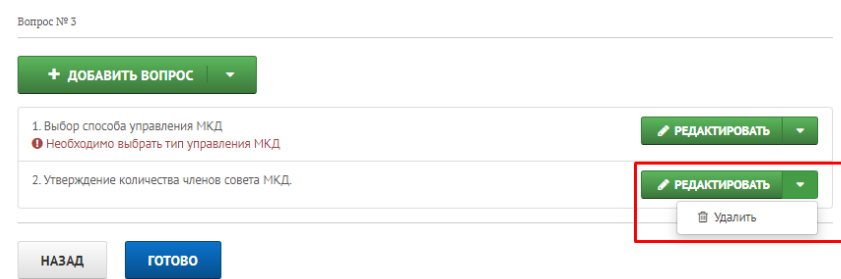 Вопрос № 3
+ ДОБАВИТЬ ВОПРОС
1. Выбор способа управления МКД
Необходимо выбрать тип управления МКД
РЕДАКТИРОВАТЬ
2. Утверждение количества членов совета МКД.
РЕДАКТИРОВАТЬ
Удалить
НАЗАД ГОТОВО